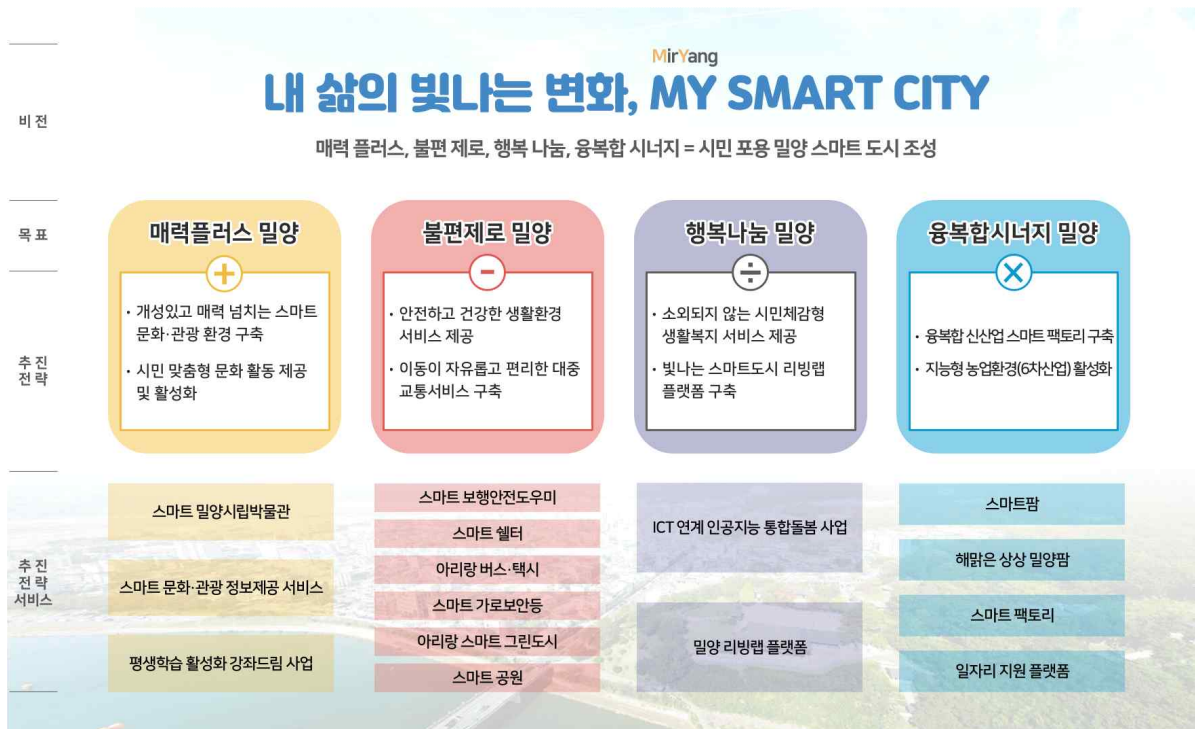 비 전
MirYang
내 삶의 빛나는 변화, MY SMART CITY
매력 플러스, 불편 제로, 행복 나눔, 융복합 시너지 = 시민 포용 밀양 스마트 도시 조성
목 표
매력플러스 밀양
불편제로 밀양
행복나눔 밀양
융복합시너지 밀양
추 진
전 략
+
· 개성있고 매력 넘치는 스마트
문화·관광 환경 구축
· 시민 맞춤형 문화 활동 제공
및 활성화
-
· 안전하고 건강한 생활환경
서비스 제공
· 이동이 자유롭고 편리한 대중
교통서비스 구축
÷
· 소외되지 않는 시민체감형
생활복지 서비스 제공
· 빛나는 스마트도시 리빙랩
플랫폼 구축
×
· 융복합 신산업 스마트 팩토리 구축
· 지능형 농업환경(6차산업) 활성화
추 진
전 략
서비스
스마트 밀양시립박물관
스마트 문화·관광 정보제공 서비스
평생학습 활성화 강좌드림 사업
스마트 보행안전도우미
스마트 쉘터
아리랑 버스·택시
스마트 가로보안등
아리랑 스마트 그린도시
스마트 공원
ICT 연계 인공지능 통합돌봄 사업
밀양 리빙랩 플랫폼
스마트팜
해맑은 상상 밀양팜
스마트 팩토리
일자리 지원 플랫폼